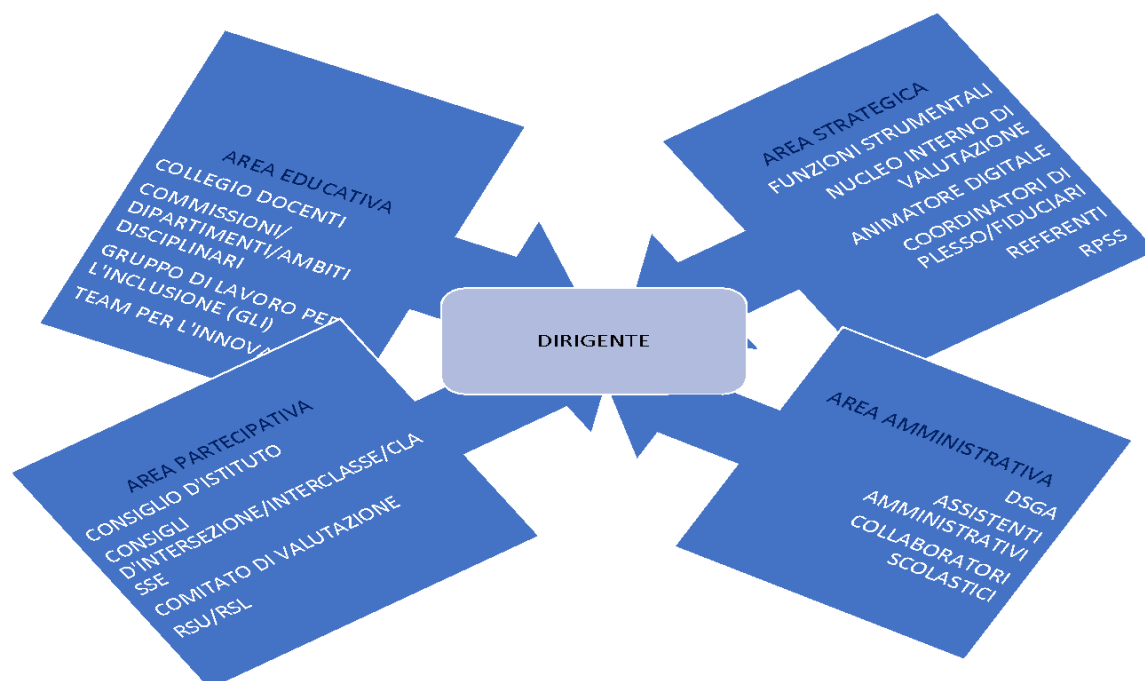 AREA EDUCATIVA
COLLEGIO DOCENTI
COMMISSIONI/
DIPARTIMENTI/AMBITI
DISCIPLINARI
GRUPPO DI LAVORO PER
L'INCLUSIONE (GLI)
TEAM PER L'INNOVA
AREA STRATEGICA
FUNZIONI STRUMENTALI
NUCLEO INTERNO DI
VALUTAZIONE
ANIMATORE DIGITALE
COORDINATORI DI
PLESSO/FIDUCIARI
REFERENTI
RPSS
DIRIGENTE
AREA PARTECIPATIVA
CONSIGLIO D'ISTITUTO
CONSIGLI
D'INTERSEZIONE/INTERCLASSE/CLA
SSE
COMITATO DI VALUTAZIONE
RSU/RSL
AREA AMMINISTRATIVA
DSGA
ASSISTENTI
AMMINISTRATIVI
COLLABORATORI
SCOLASTICI